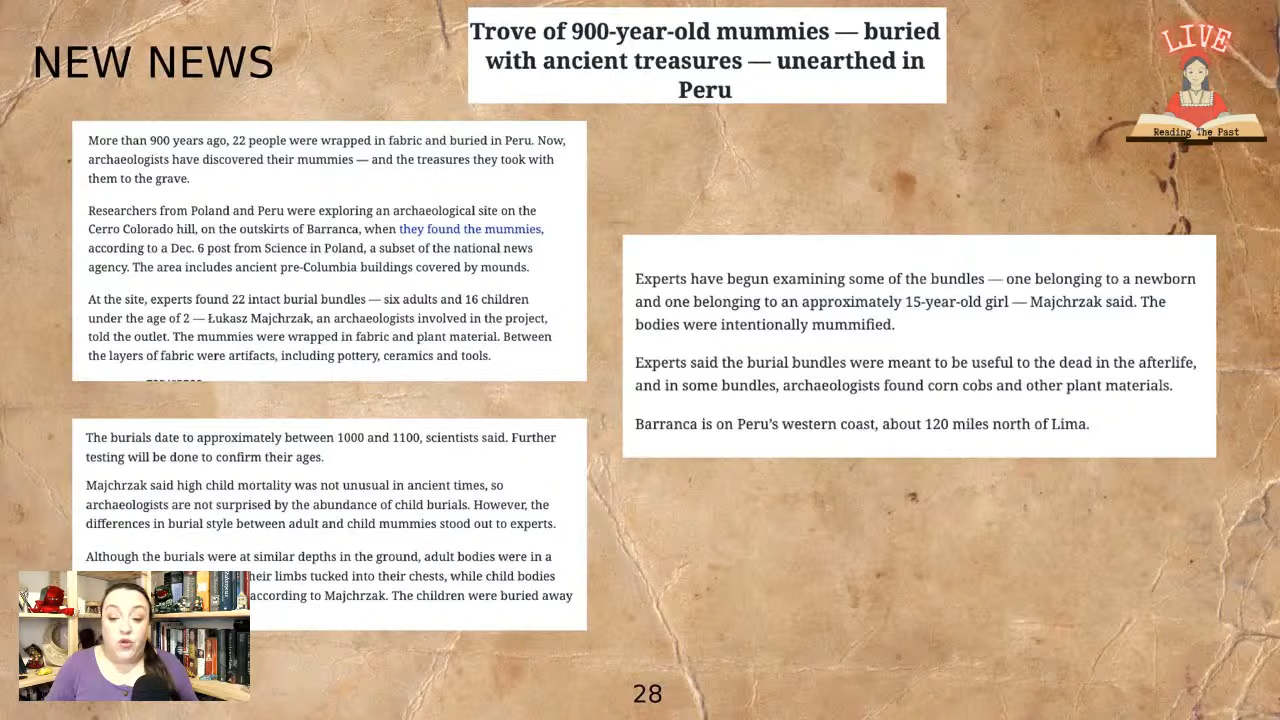 NEW NEWS
Trove of 900-year-old mummies — buried
with ancient treasures — unearthed in
Peru
LIVE
Reading The Past
More than 900 years ago, 22 people were wrapped in fabric and buried in Peru. Now,
archaeologists have discovered their mummies — and the treasures they took with
them to the grave.
Researchers from Poland and Peru were exploring an archaeological site on the
Cerro Colorado hill, on the outskirts of Barranca, when they found the mummies,
according to a Dec. 6 post from Science in Poland, a subset of the national news
agency. The area includes ancient pre-Columbia buildings covered by mounds.
At the site, experts found 22 intact burial bundles — six adults and 16 children
under the age of 2 — Łukasz Majchrzak, an archaeologists involved in the project,
told the outlet. The mummies were wrapped in fabric and plant material. Between
the layers of fabric were artifacts, including pottery, ceramics and tools.
The burials date to approximately between 1000 and 1100, scientists said. Further
testing will be done to confirm their ages.
Majchrzak said high child mortality was not unusual in ancient times, so
archaeologists are not surprised by the abundance of child burials. However, the
differences in burial style between adult and child mummies stood out to experts.
Although the burials were at similar depths in the ground, adult bodies were in a
heir limbs tucked into their chests, while child bodies
according to Majchrzak. The children were buried away
Experts have begun examining some of the bundles — one belonging to a newborn
and one belonging to an approximately 15-year-old girl — Majchrzak said. The
bodies were intentionally mummified.
Experts said the burial bundles were meant to be useful to the dead in the afterlife,
and in some bundles, archaeologists found corn cobs and other plant materials.
Barranca is on Peru's western coast, about 120 miles north of Lima.
28